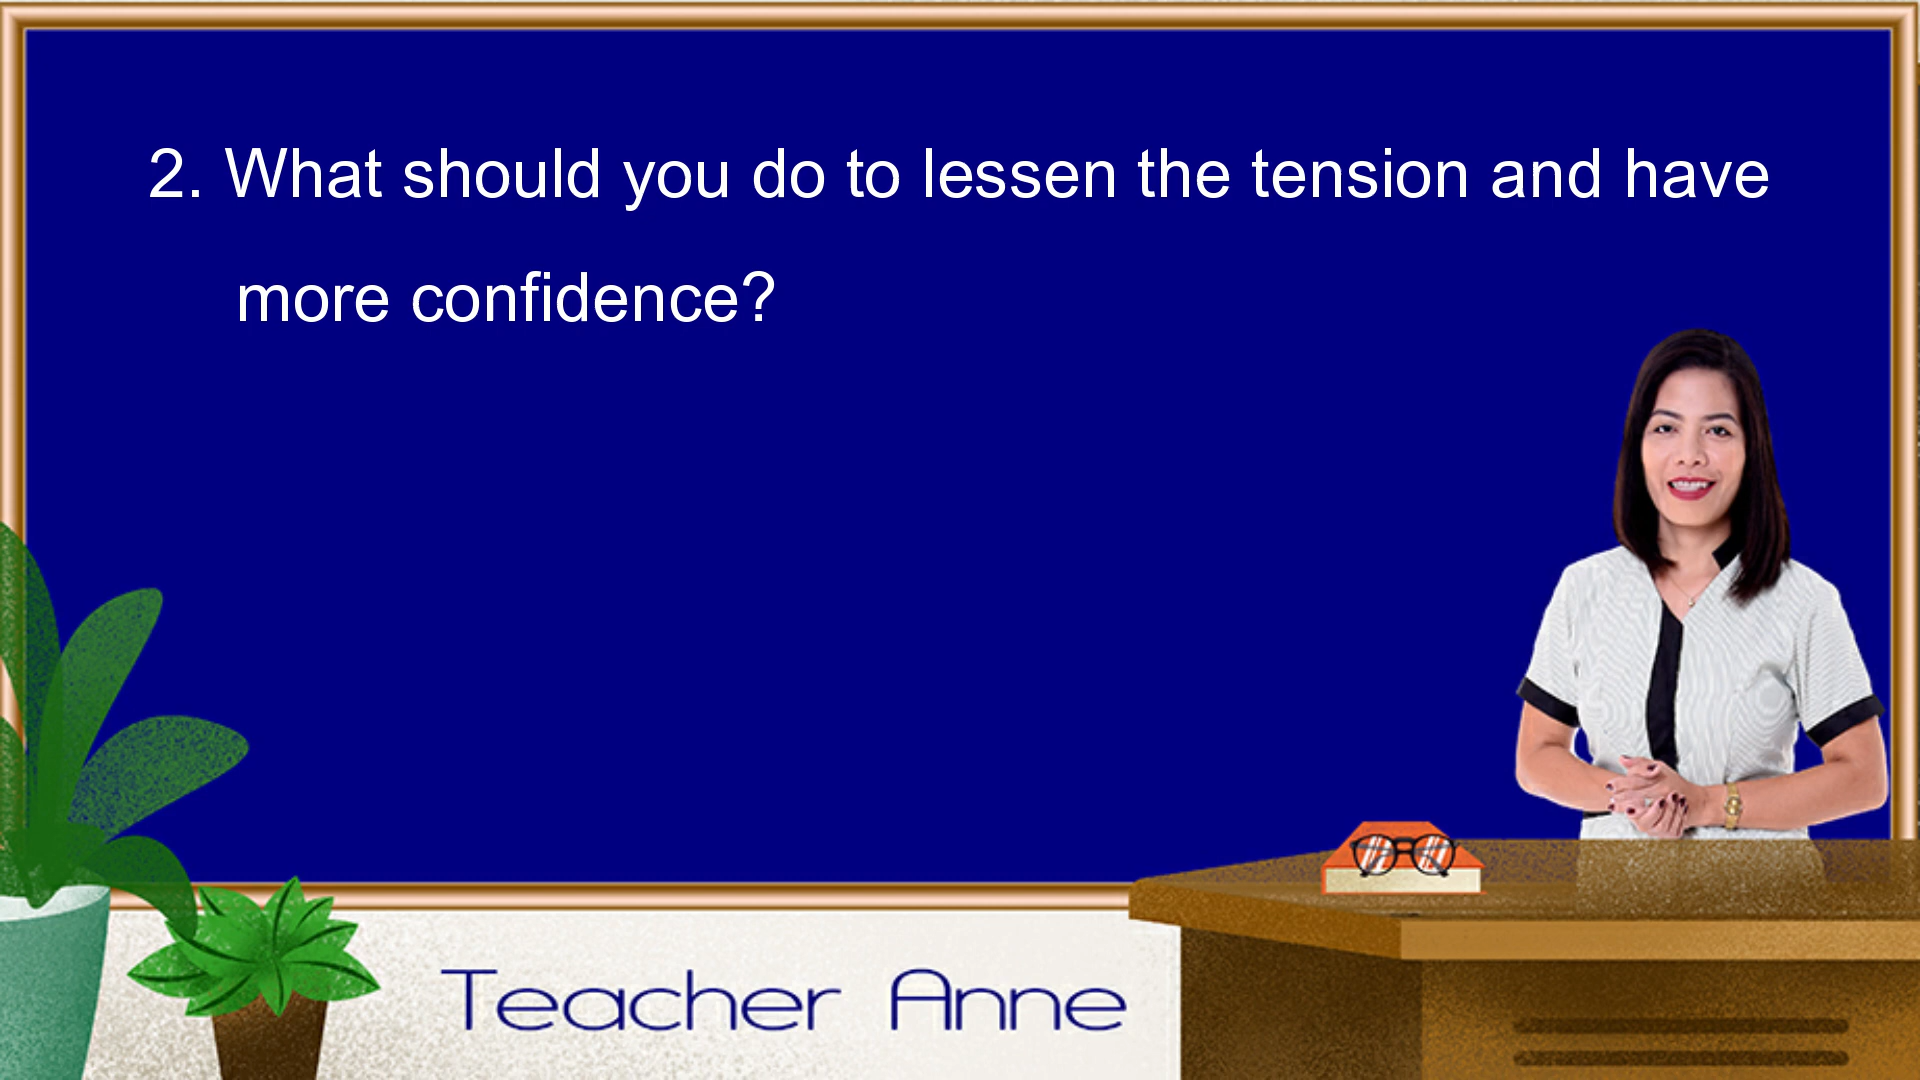 2. What should you do to lessen the tension and have
more confidence?
Teacher Anne